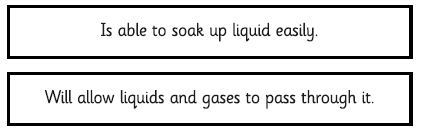 Is able to soak up liquid easily.
Will allow liquids and gases to pass through it.